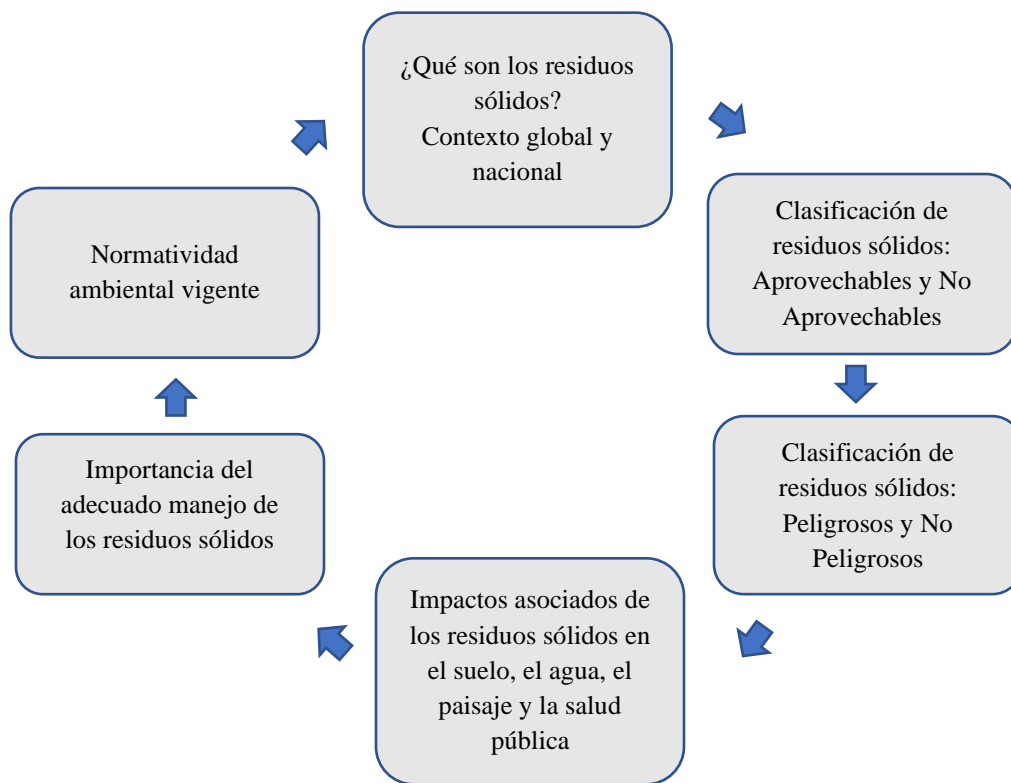 ¿Qué son los residuos
sólidos?
Contexto global y
nacional
Clasificación de
residuos sólidos:
Aprovechables y No
Aprovechables
Clasificación de
residuos sólidos:
Peligrosos y No
Peligrosos
Impactos asociados de
los residuos sólidos en
el suelo, el agua, el
paisaje y la salud
pública
Importancia del
adecuado manejo de
los residuos sólidos
Normatividad
ambiental vigente